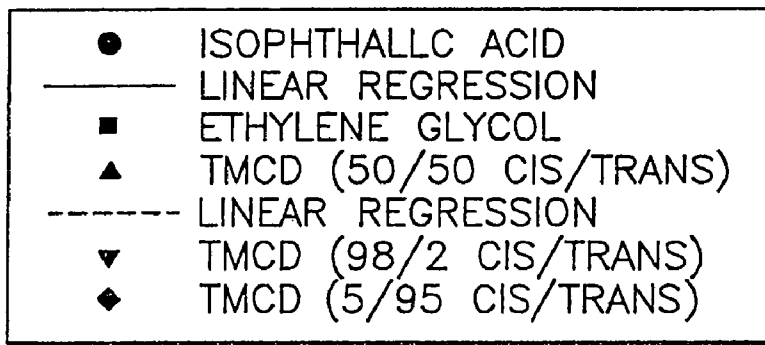 ISOPHTHALLC ACID
LINEAR REGRESSION
ETHYLENE GLYCOL
TMCD (50/50 CIS/TRANS)
LINEAR REGRESSION
TMCD (98/2 CIS/TRANS)
TMCD (5/95 CIS/TRANS)